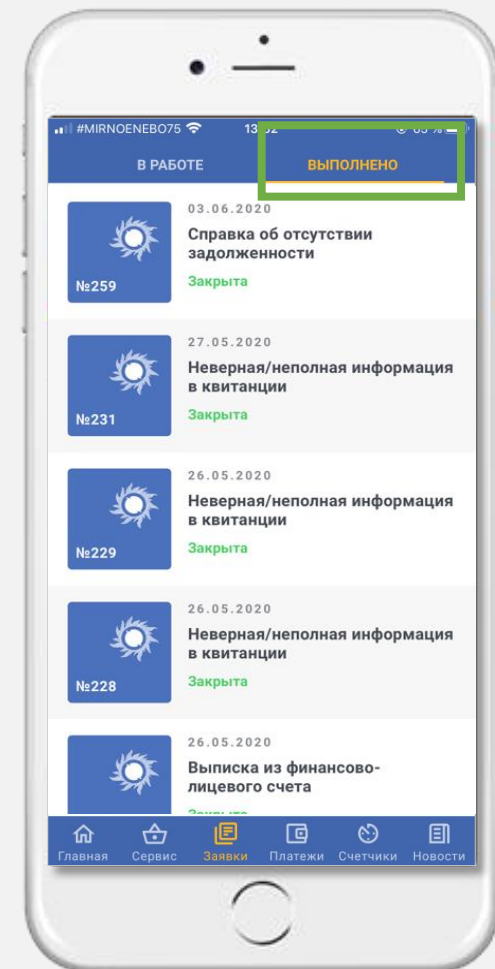 #MIRNOENEBO75
В РАБОТЕ
ВЫПОЛНЕНО
03.06.2020
Справка об отсутствии
задолженности
№259
Закрыта
27.05.2020
Неверная/неполная информация
в квитанции
№231
Закрыта
26.05.2020
Неверная/неполная информация
в квитанции
№229
Закрыта
26.05.2020
Неверная/неполная информация
в квитанции
№228
Закрыта
26.05.2020
Выписка из финансово-
лицевого счета
Главная Сервис Заявки Платежи Счетчики Новости